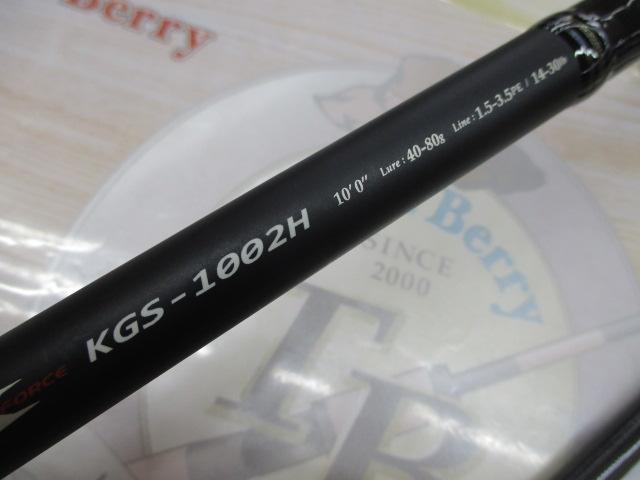 Berry
KGS-1002H 10'0" Lure : 40-80g Line : 1.5-3.5PE / 14-30lb
FORCE
Berry
SINCE
2000
TB